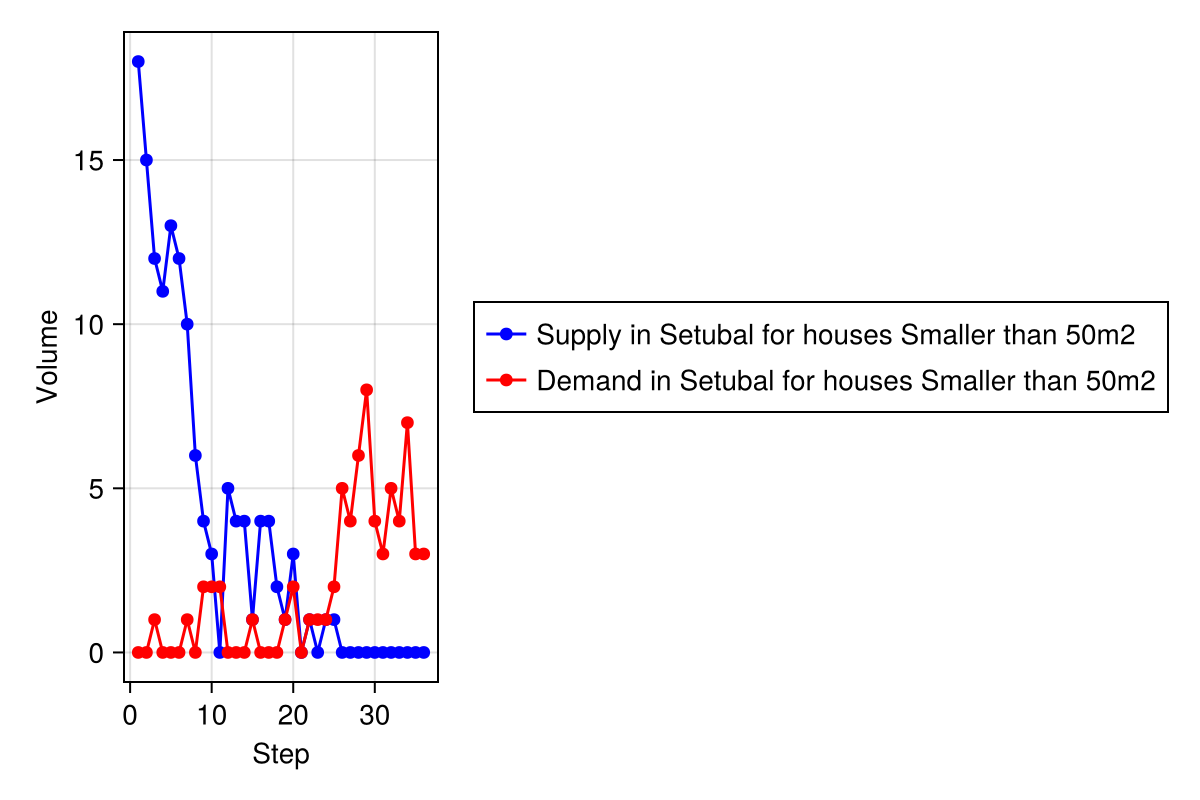 Volume
15
10
5
0
0 10 20 30
Step
Supply in Setubal for houses Smaller than 50m2
Demand in Setubal for houses Smaller than 50m2